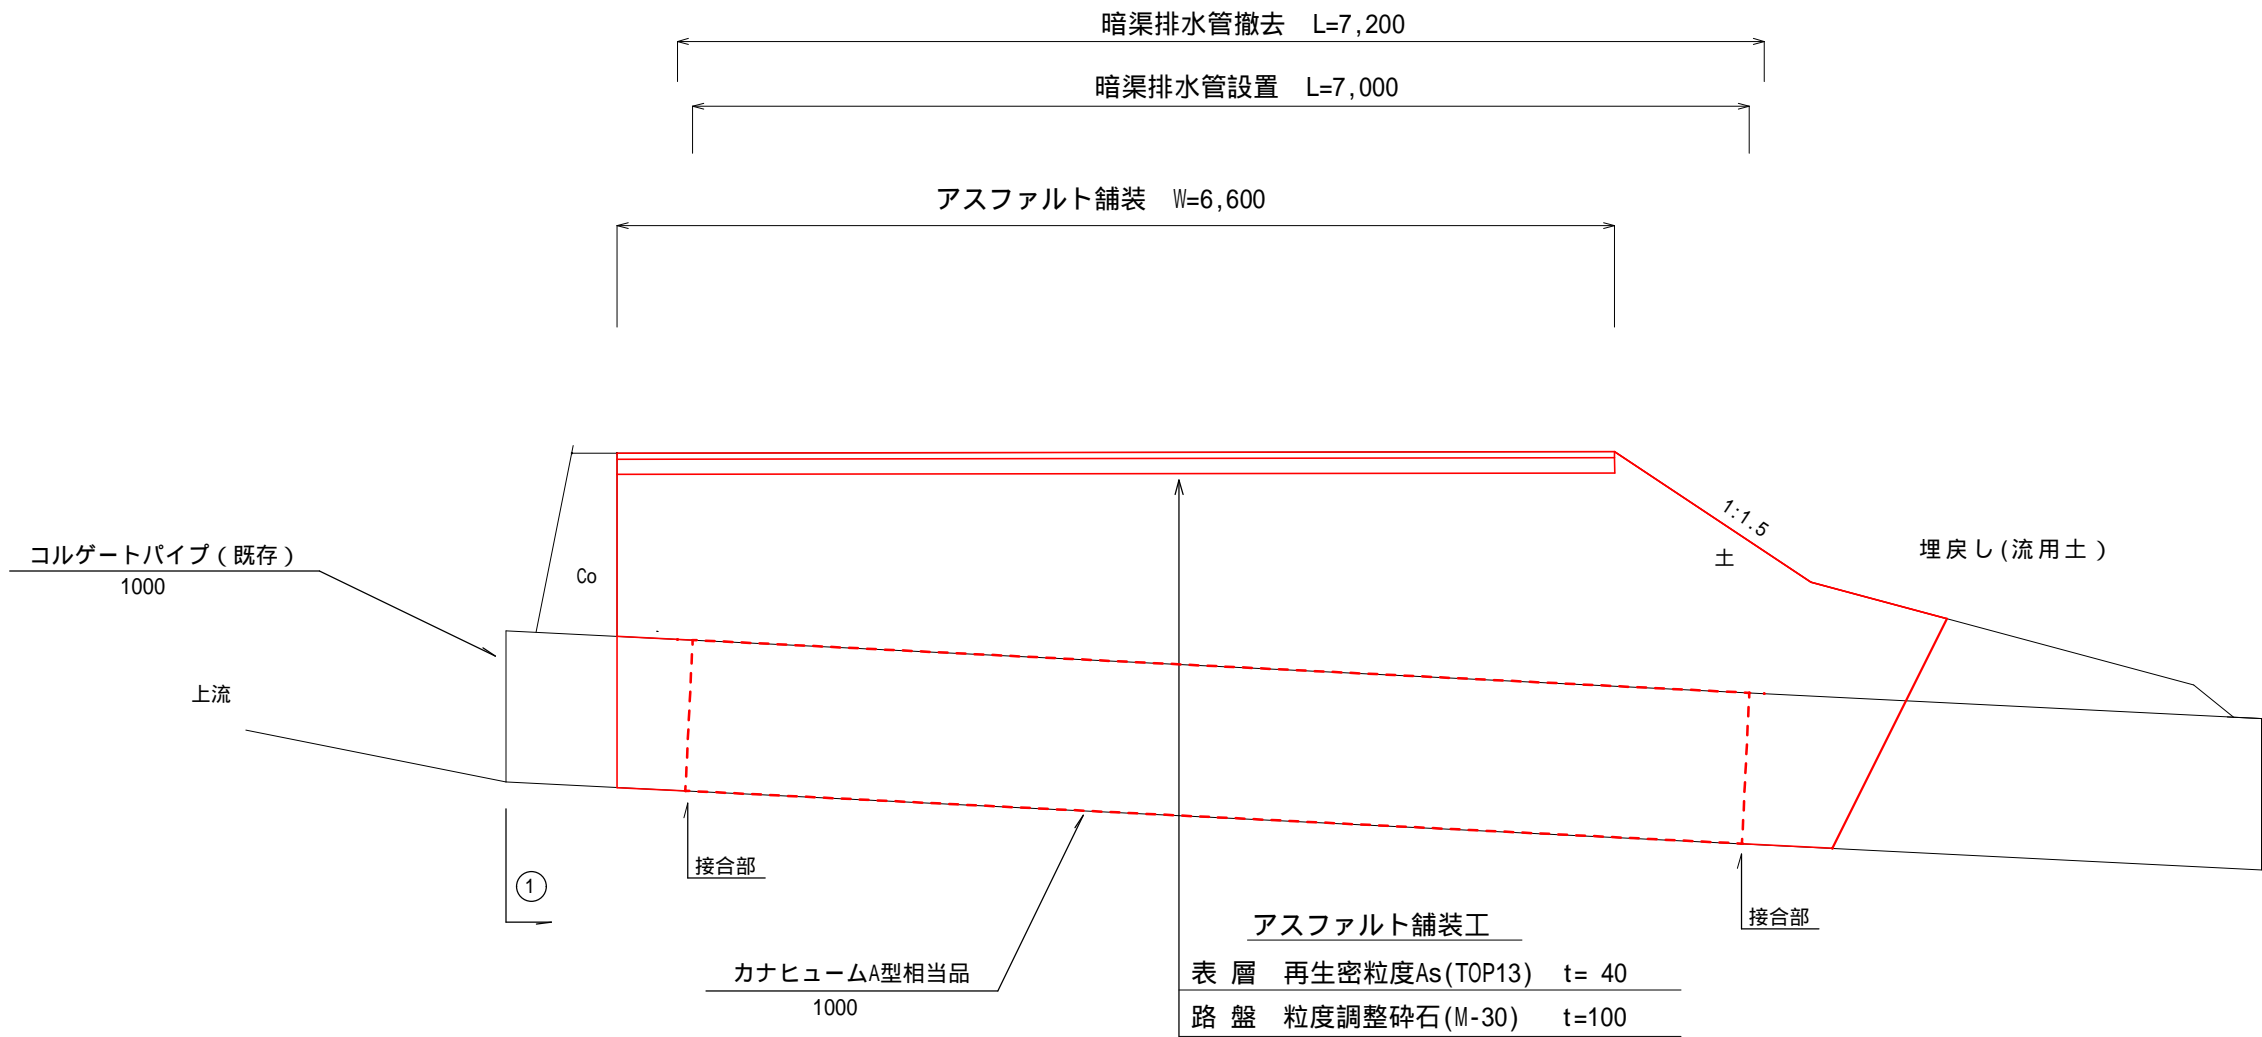 暗渠排水管撤去　L=7,200
暗渠排水管設置　L=7,000
アスファルト舗装　W=6,600
1:1.5
土
埋戻し(流用土)
コルゲートパイプ(既存)
1000
Co
上流
接合部
①
接合部
カナヒュームA型相当品
1000
アスファルト舗装工
表 層　再生密粒度As(TOP13)　t= 40
路 盤　粒度調整砕石(M-30)　t=100